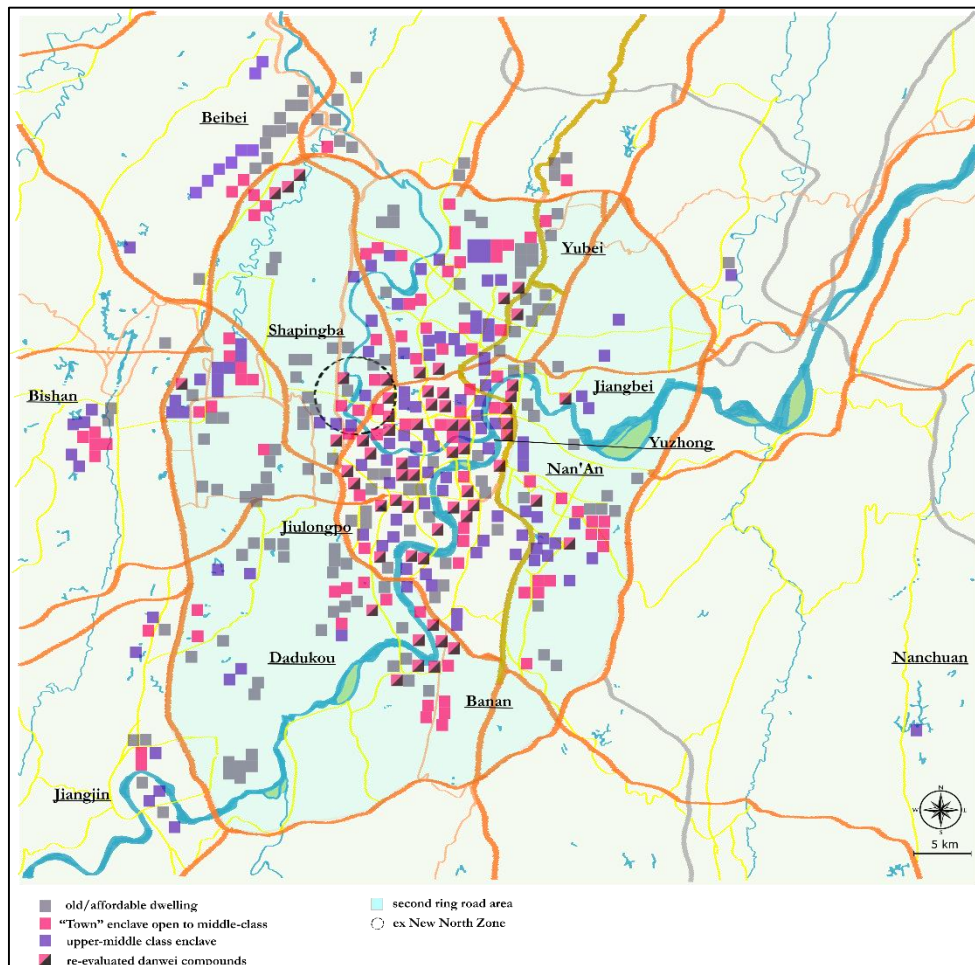 Beibei
Yubei
Shapingba
Jiangbei
Bishan
Yuzhong
Nan'An
Jiulongpo
Dadukou
Nanchuan
Banan
Jiangjin
N
W
L
S
5 km
old/affordable dwelling
second ring road area
“Town” enclave open to middle-class
ex New North Zone
upper-middle class enclave
re-evaluated danwei compounds